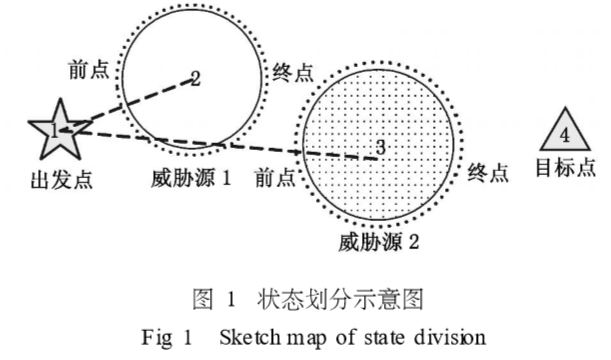 前点
2
终点
1
3
4
出发点
威胁源 1
前点
终点
目标点
威胁源 2
图 1 状态划分示意图
Fig 1 Sketch map of state division